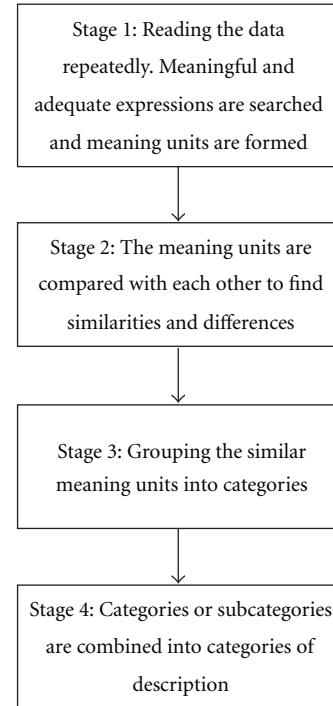 Stage 1: Reading the data
repeatedly. Meaningful and
adequate expressions are searched
and meaning units are formed
Stage 2: The meaning units are
compared with each other to find
similarities and differences
Stage 3: Grouping the similar
meaning units into categories
Stage 4: Categories or subcategories
are combined into categories of
description